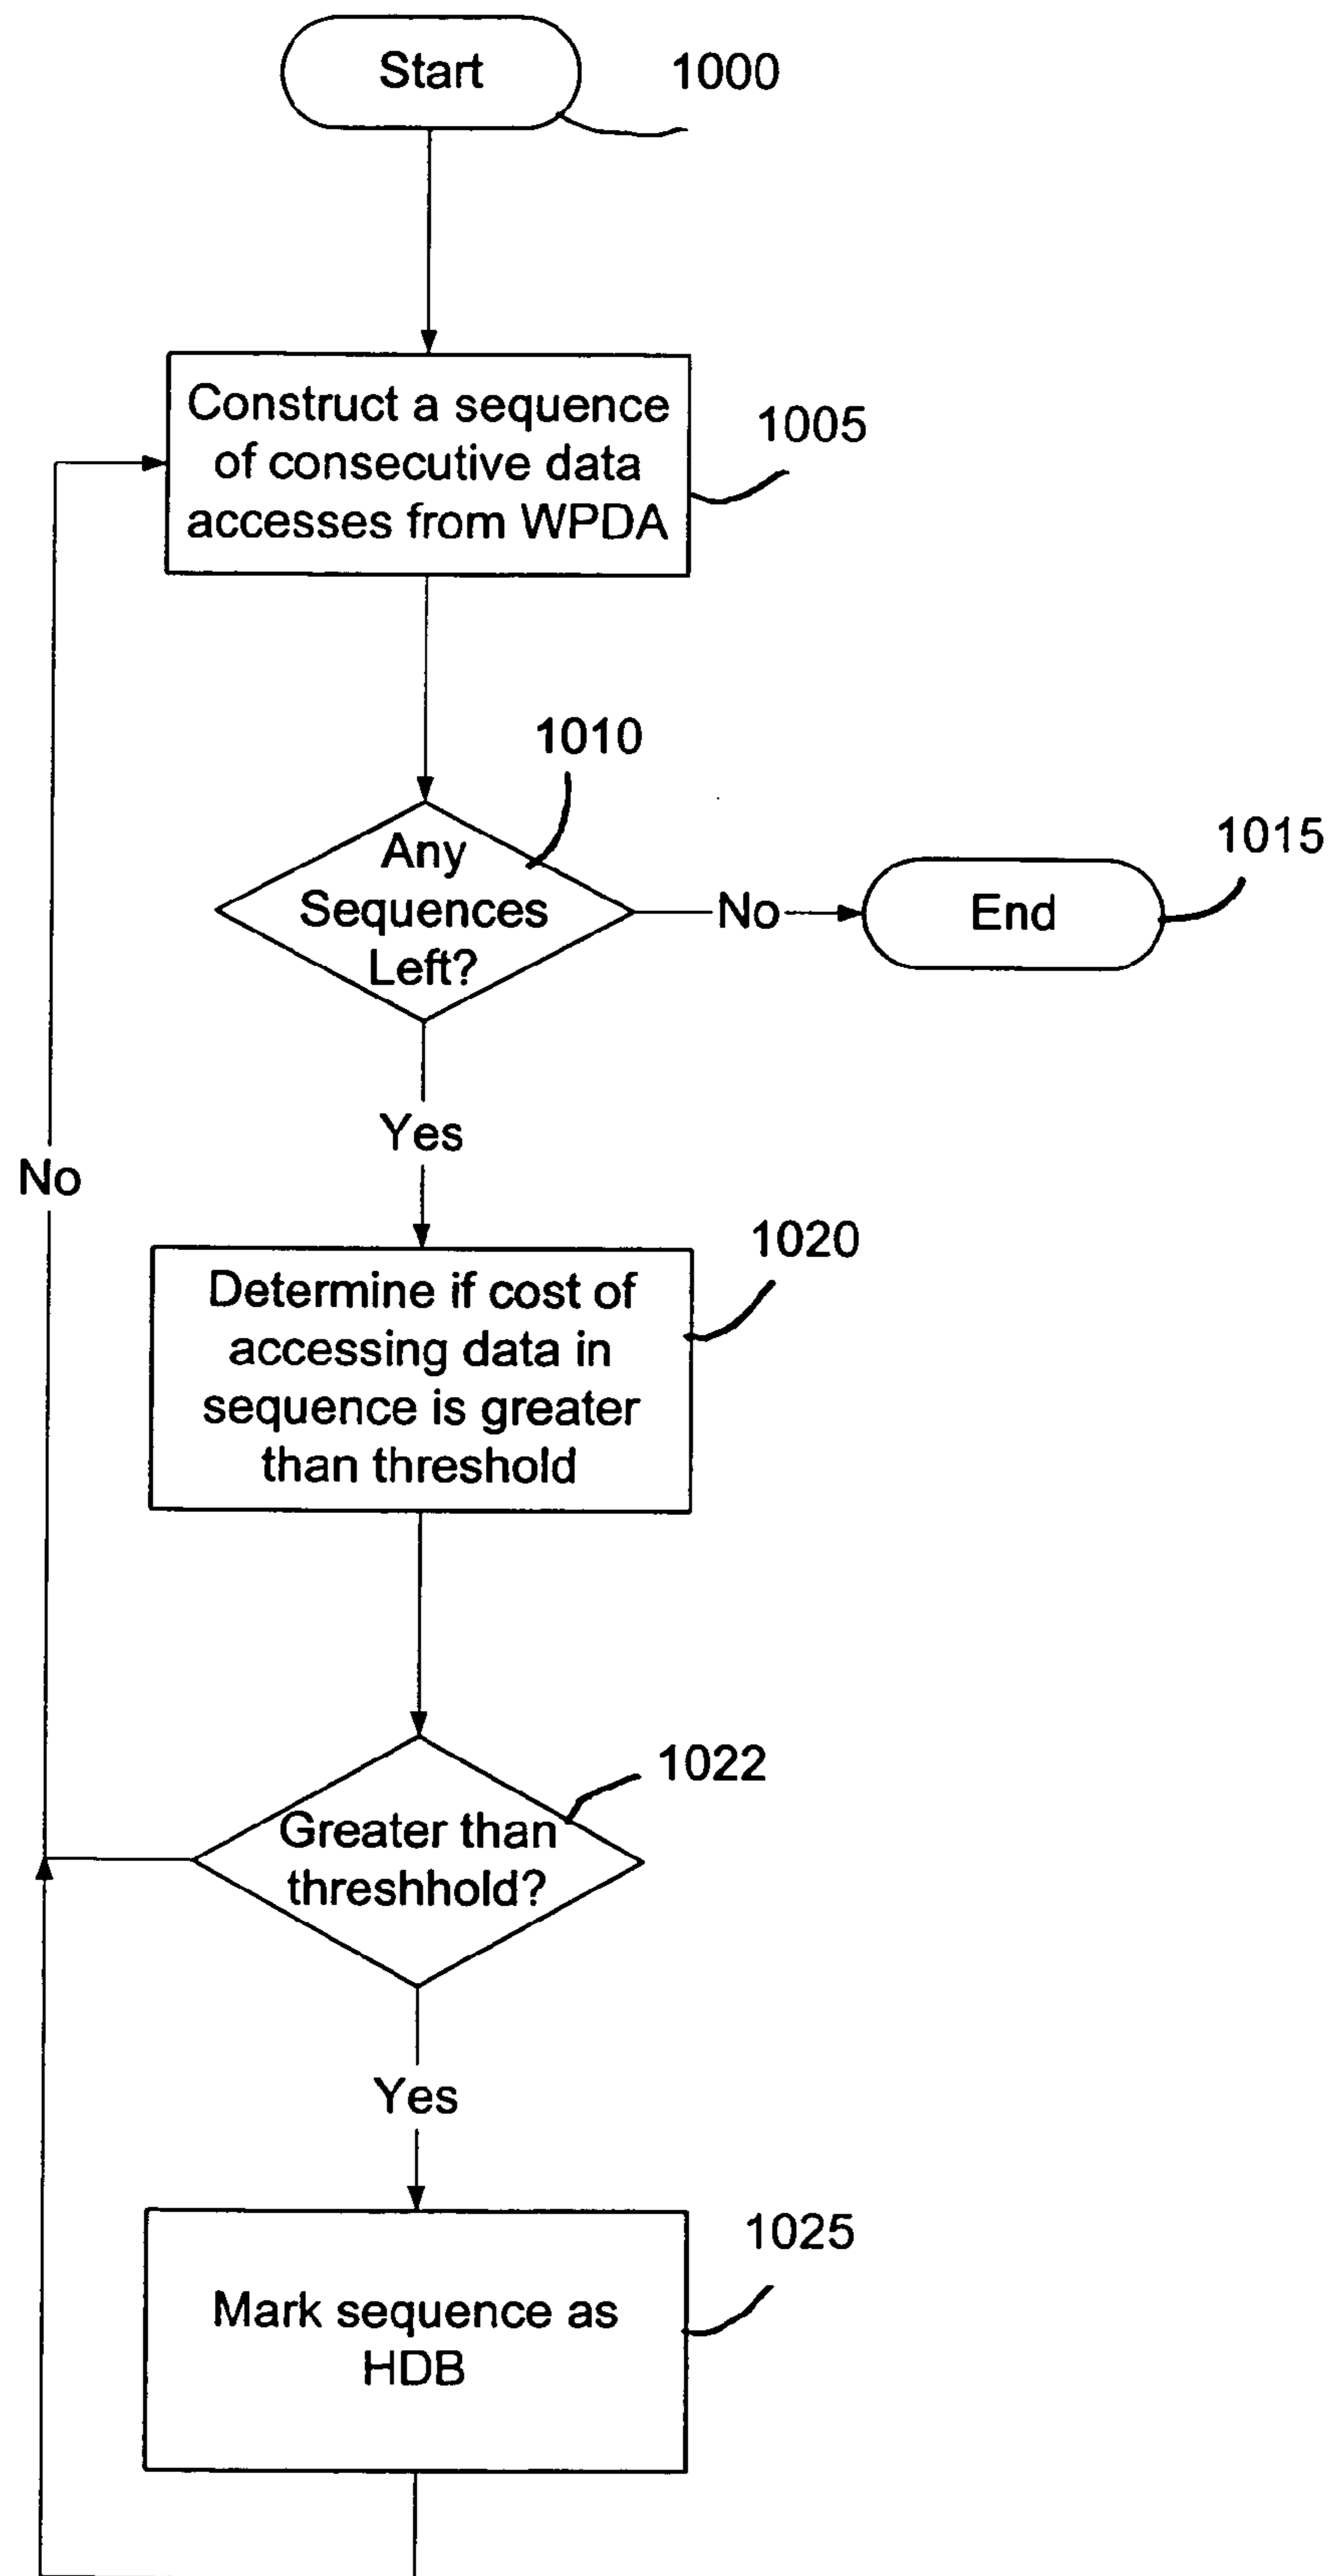 Start
1000
Construct a sequence
of consecutive data
accesses from WPDA
1005
1010
Any
Sequences
Left?
No
End
1015
Yes
No
1020
Determine if cost of
accessing data in
sequence is greater
than threshold
1022
Greater than
threshhold?
Yes
1025
Mark sequence as
HDB